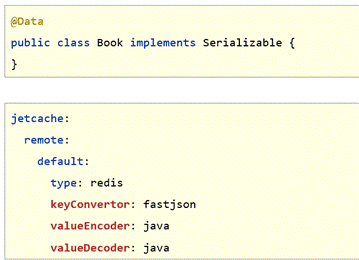 @Data
public class Book implements Serializable {
}
jetcache:
  remote:
    default:
      type: redis
      keyConvertor: fastjson
      valueEncoder: java
      valueDecoder: java